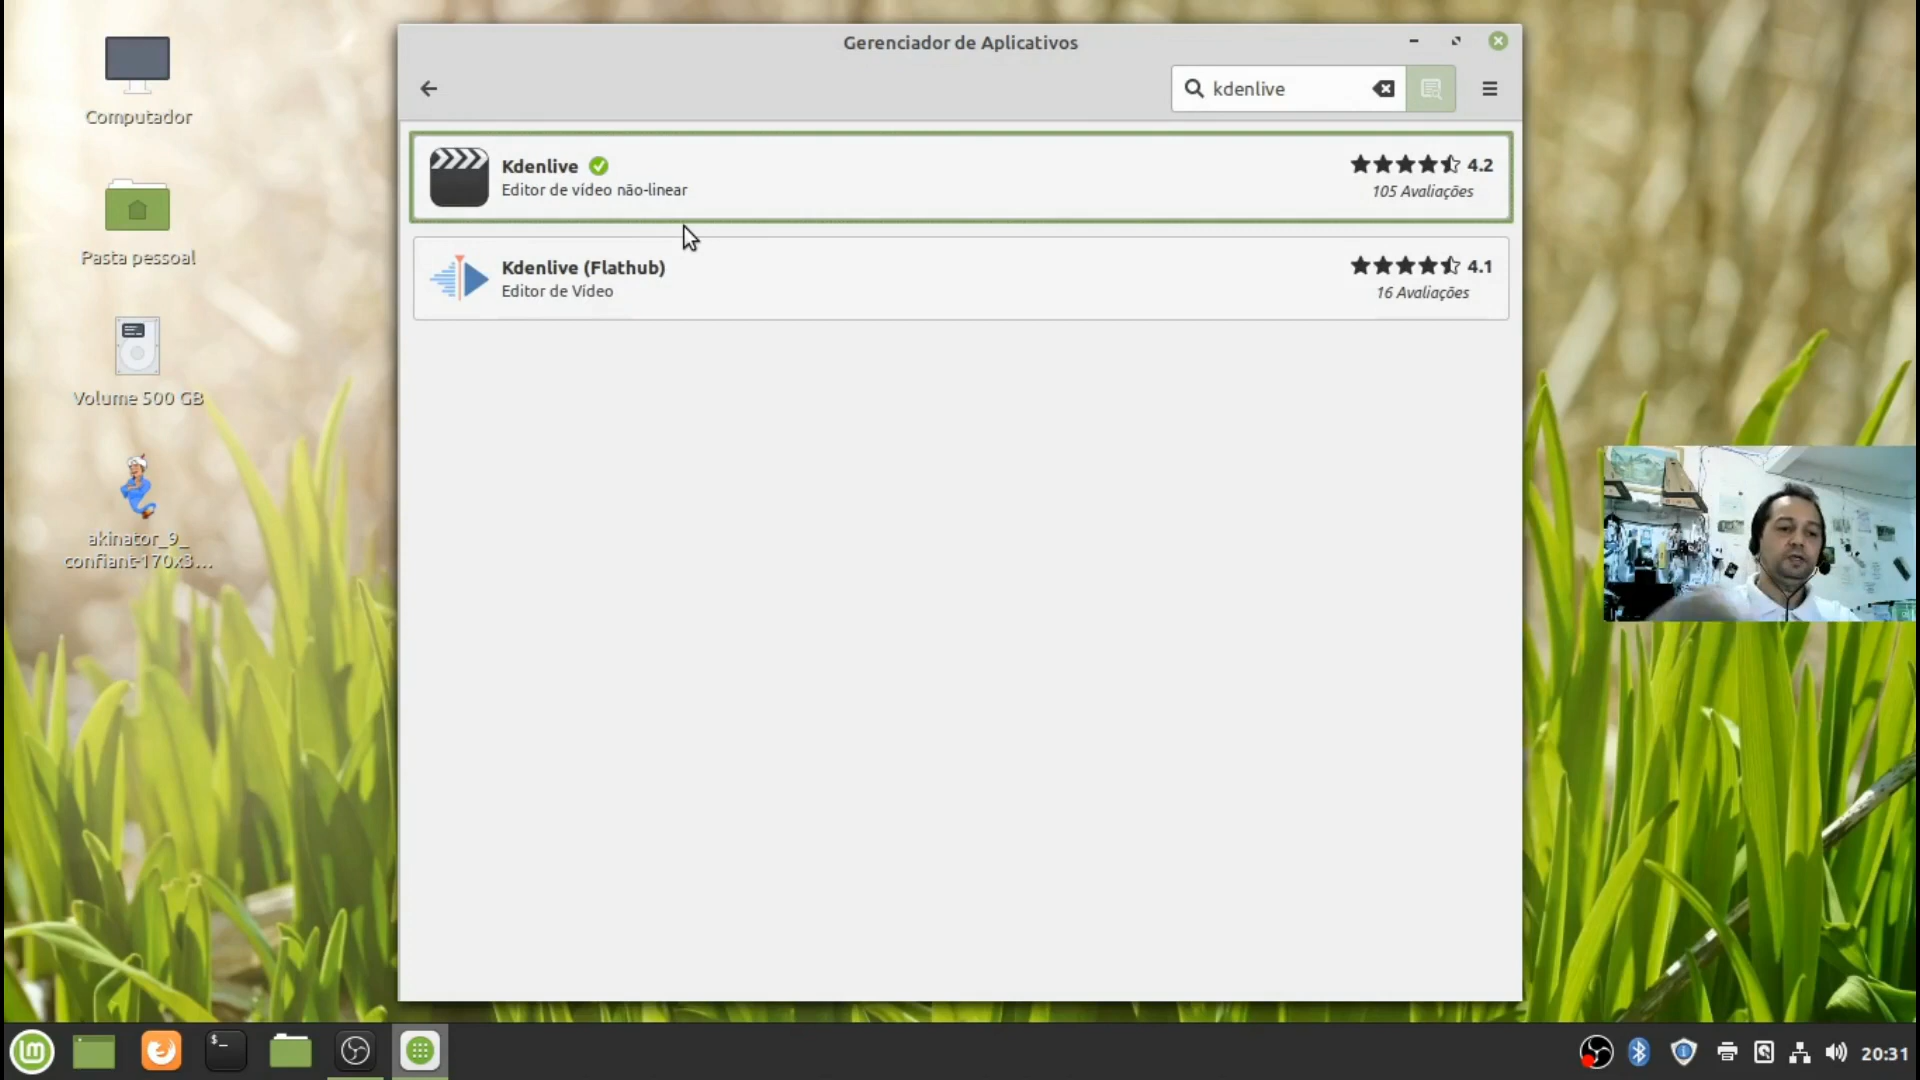 Gerenciador de Aplicativos
kdenlive
Computador
Pasta pessoal
Volume 500 GB
akinator_9_
confiant-170x3...
Kdenlive
Editor de vídeo não-linear
4.2
105 Avaliações
Kdenlive (Flathub)
Editor de Vídeo
4.1
16 Avaliações
$_
20:31